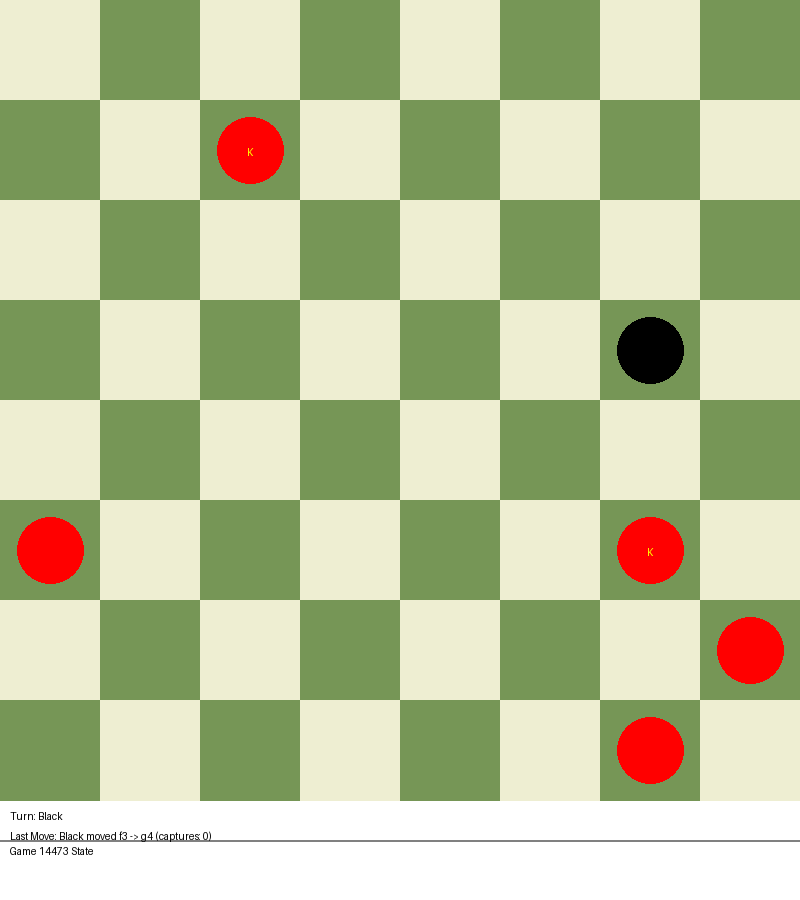 K
K
Turn: Black
Last Move: Black moved f3 -> g4 (captures: 0)
Game 14473 State